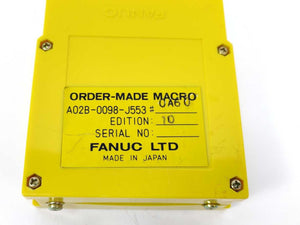 FANUC
ORDER-MADE MACRO
A02B-0098-J553 # 0A60
EDITION: 10
SERIAL NO:
FANUC LTD
MADE IN JAPAN